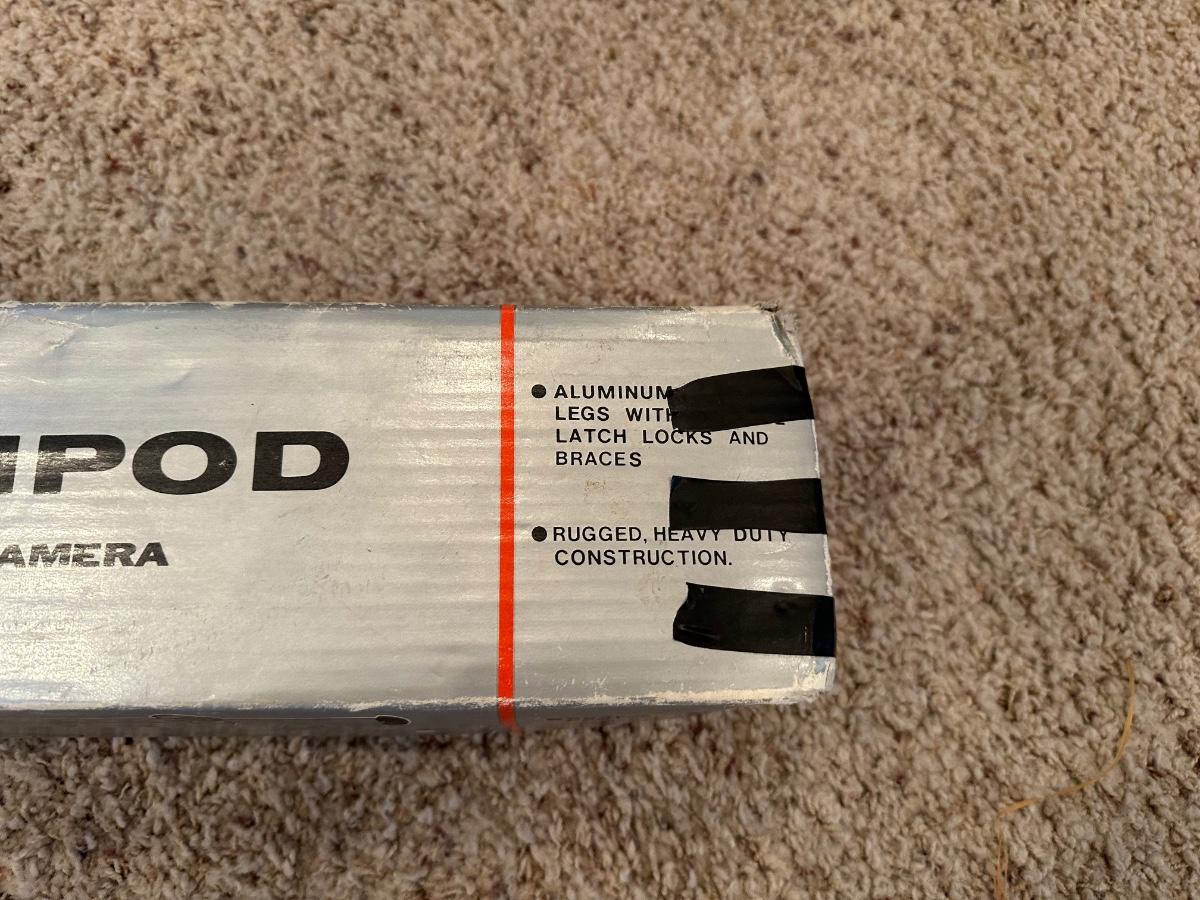 IPOD
AMERA
● ALUMINUM
LEGS WITH
LATCH LOCKS AND
BRACES
● RUGGED, HEAVY DUTY
CONSTRUCTION.